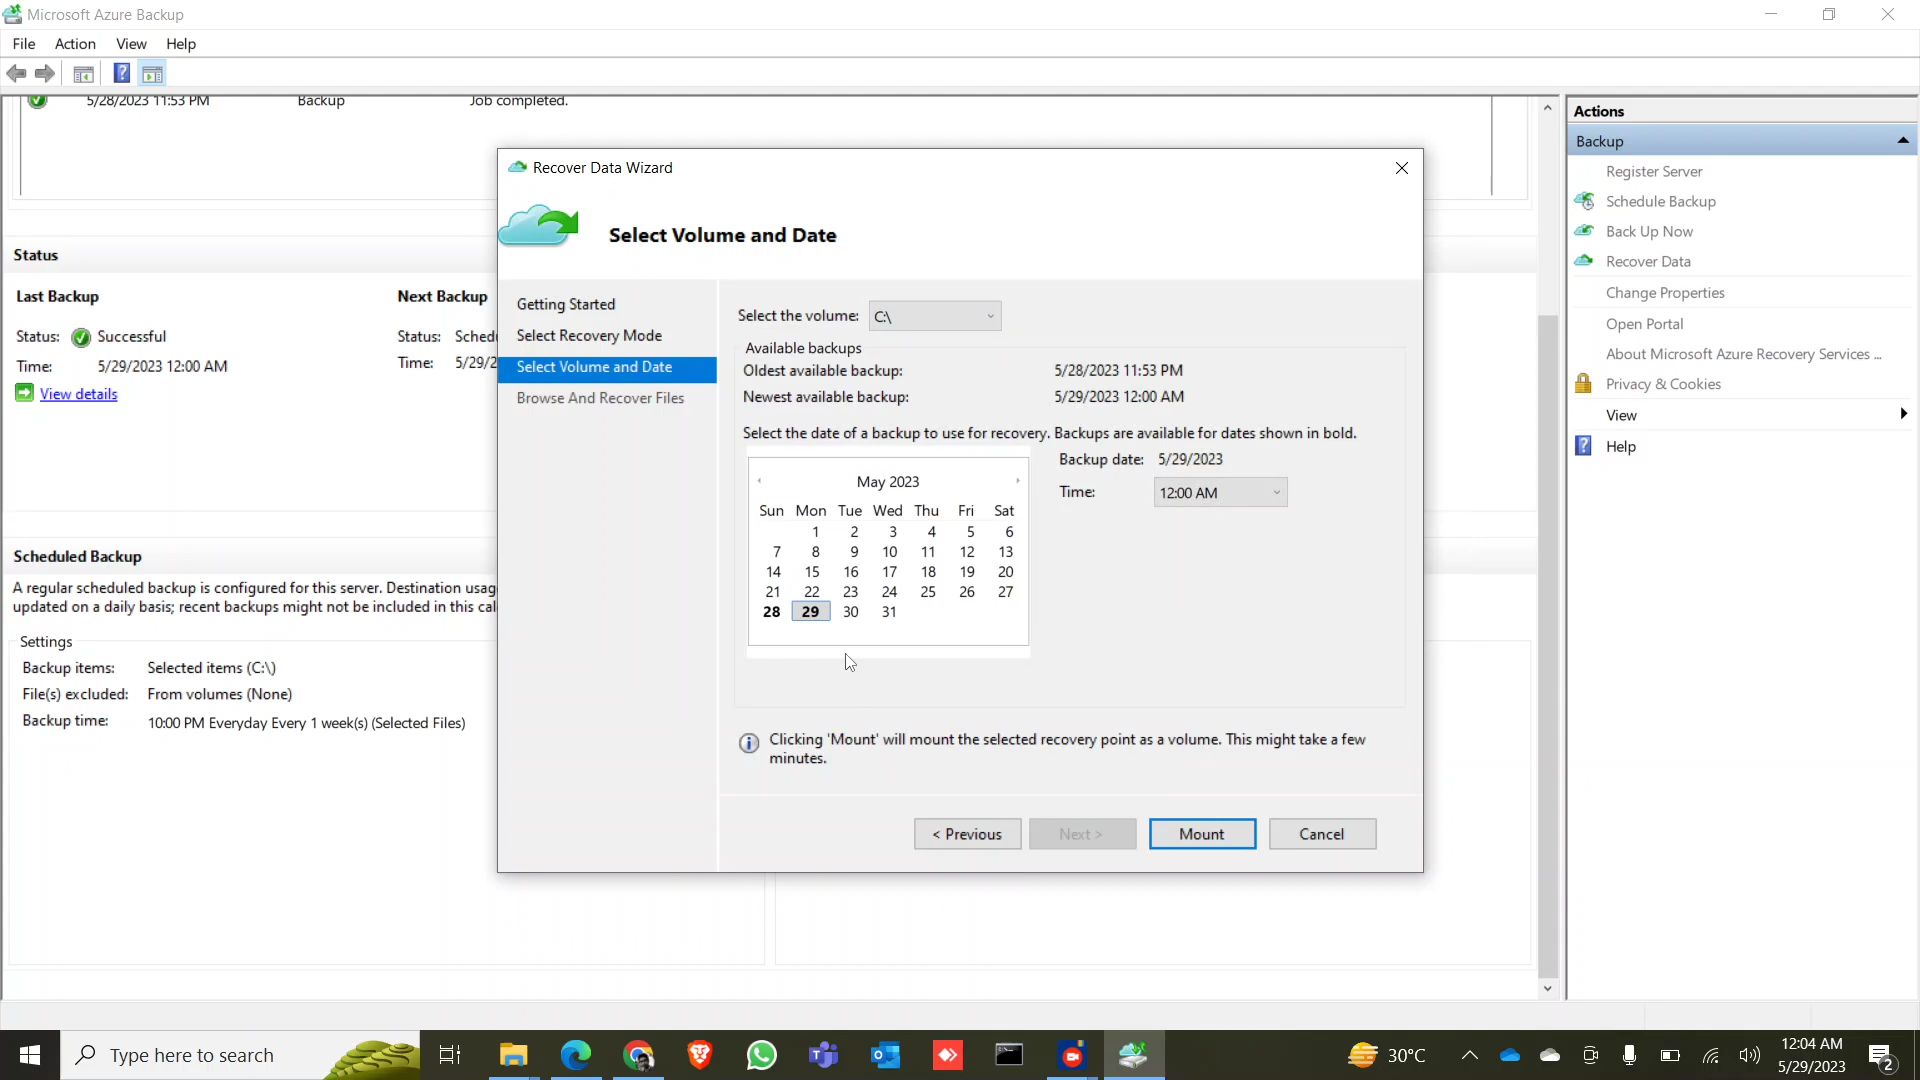 Microsoft Azure Backup
File Action View Help
5/28/2023 11:53 PM Backup Job completed.
Status
Last Backup Next Backup
Status: Successful Status: Sched
Time: 5/29/2023 12:00 AM Time: 5/29/2
View details
Scheduled Backup
A regular scheduled backup is configured for this server. Destination usag
updated on a daily basis; recent backups might not be included in this cal
Settings
Backup items: Selected items (C:\)
File(s) excluded: From volumes (None)
Backup time: 10:00 PM Everyday Every 1 week(s) (Selected Files)
Recover Data Wizard
Select Volume and Date
Getting Started
Select Recovery Mode
Select Volume and Date
Browse And Recover Files
Select the volume: C:\
Available backups
Oldest available backup: 5/28/2023 11:53 PM
Newest available backup: 5/29/2023 12:00 AM
Select the date of a backup to use for recovery. Backups are available for dates shown in bold.
May 2023
Sun Mon Tue Wed Thu Fri Sat
1 2 3 4 5 6
7 8 9 10 11 12 13
14 15 16 17 18 19 20
21 22 23 24 25 26 27
28 29 30 31
Backup date: 5/29/2023
Time: 12:00 AM
Clicking 'Mount' will mount the selected recovery point as a volume. This might take a few
minutes.
< Previous Next > Mount Cancel
Actions
Backup
Register Server
Schedule Backup
Back Up Now
Recover Data
Change Properties
Open Portal
About Microsoft Azure Recovery Services ...
Privacy & Cookies
View
Help
Type here to search
30°C
12:04 AM
5/29/2023
2